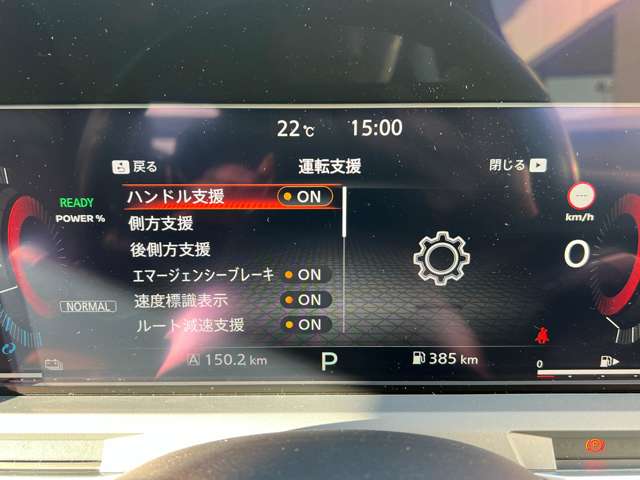 22℃ 15:00
戻る 運転支援 閉じる
ハンドル支援 ON
側方支援
後側方支援
エマージェンシーブレーキ ON
速度標識表示 ON
ルート減速支援 ON
READY
POWER %
NORMAL
---
km/h
0
A 150.2 km P 385 km
0
P